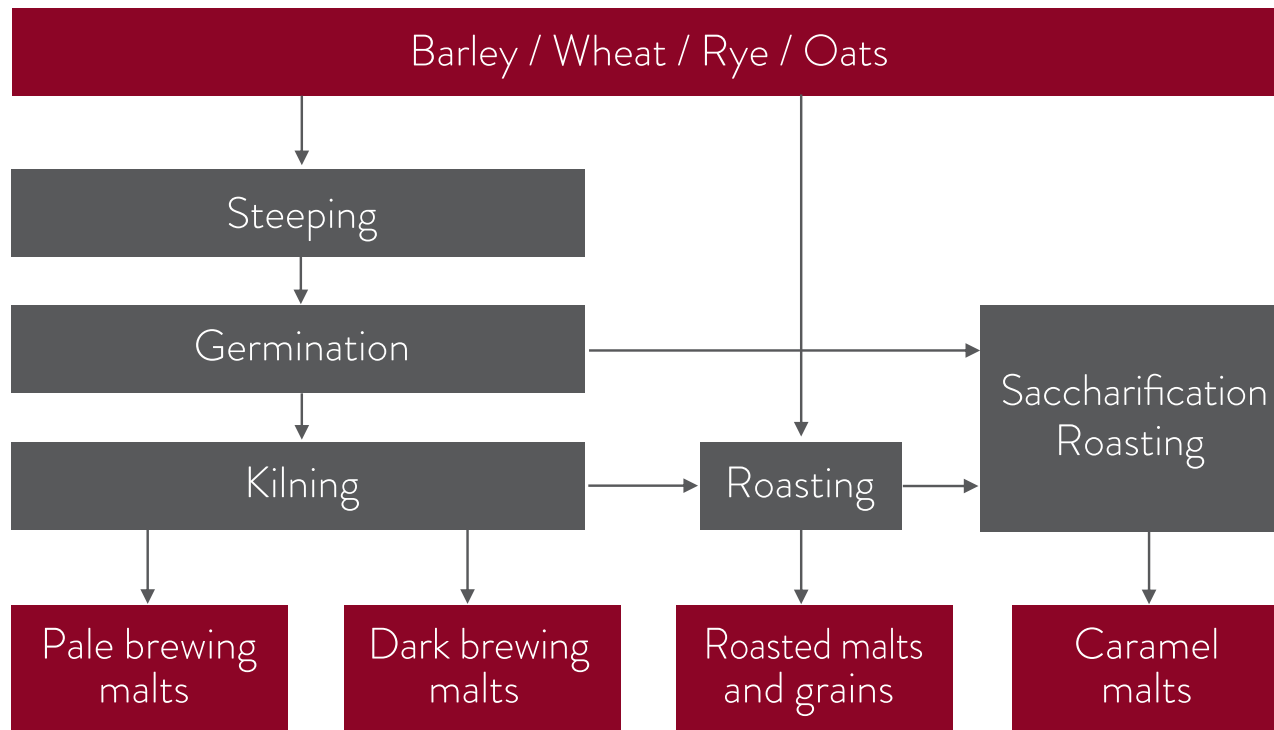 Barley / Wheat / Rye / Oats
Steeping
Germination
Saccharification
Roasting
Kilning
Roasting
Pale brewing
malts
Dark brewing
malts
Roasted malts
and grains
Caramel
malts